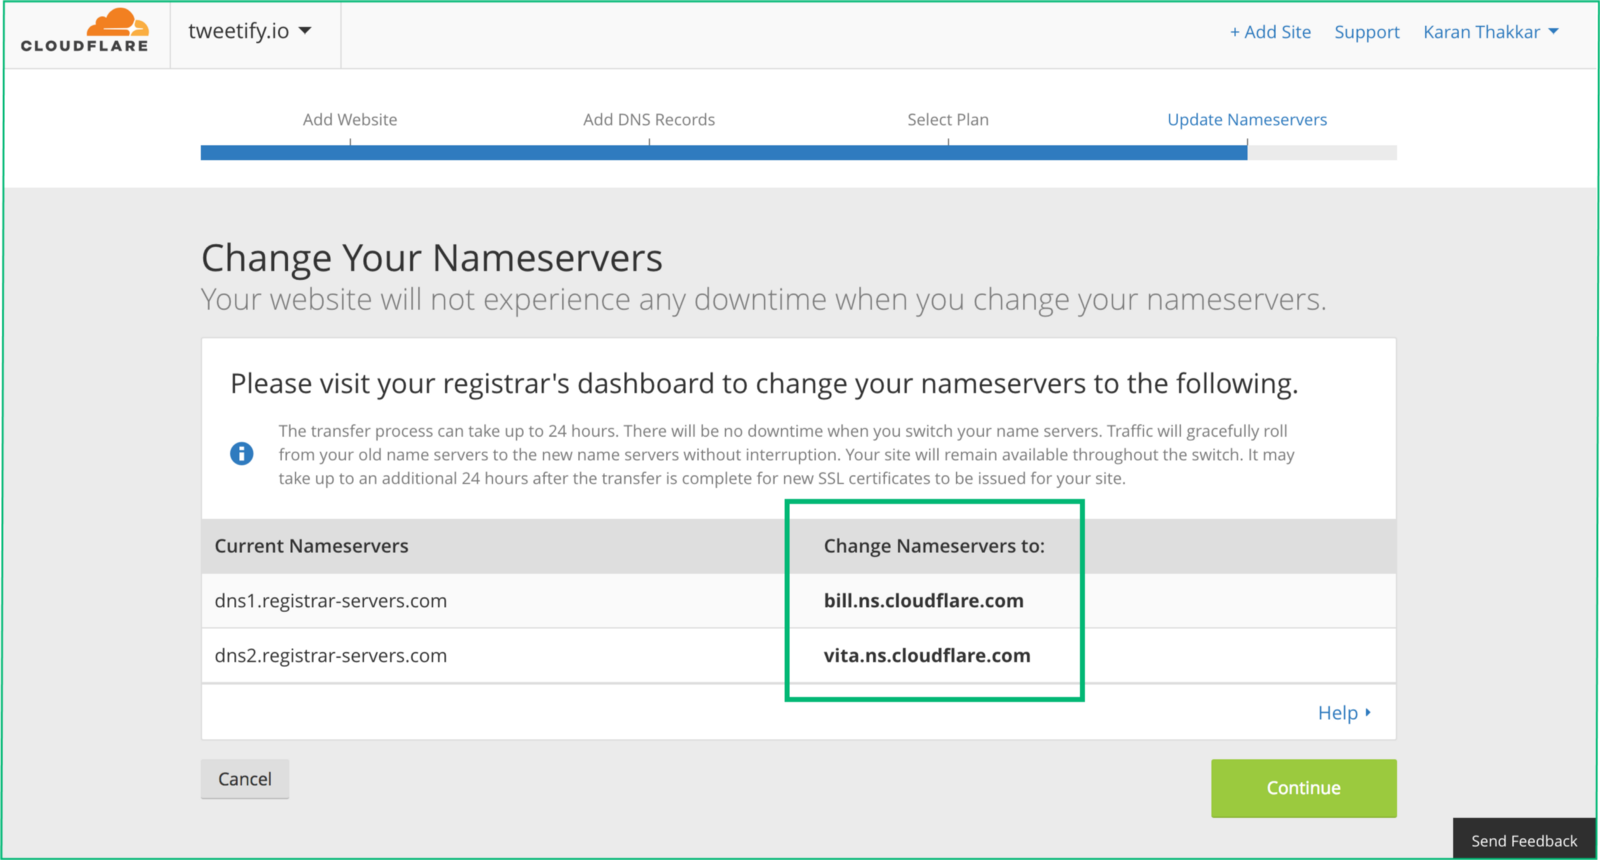 CLOUDFLARE
tweetify.io
+ Add Site
Support
Karan Thakkar
Add Website
Add DNS Records
Select Plan
Update Nameservers
Change Your Nameservers
Your website will not experience any downtime when you change your nameservers.
Please visit your registrar's dashboard to change your nameservers to the following.
The transfer process can take up to 24 hours. There will be no downtime when you switch your name servers. Traffic will gracefully roll
from your old name servers to the new name servers without interruption. Your site will remain available throughout the switch. It may
take up to an additional 24 hours after the transfer is complete for new SSL certificates to be issued for your site.
Current Nameservers
Change Nameservers to:
dns1.registrar-servers.com
bill.ns.cloudflare.com
dns2.registrar-servers.com
vita.ns.cloudflare.com
Help
Cancel
Continue
Send Feedback